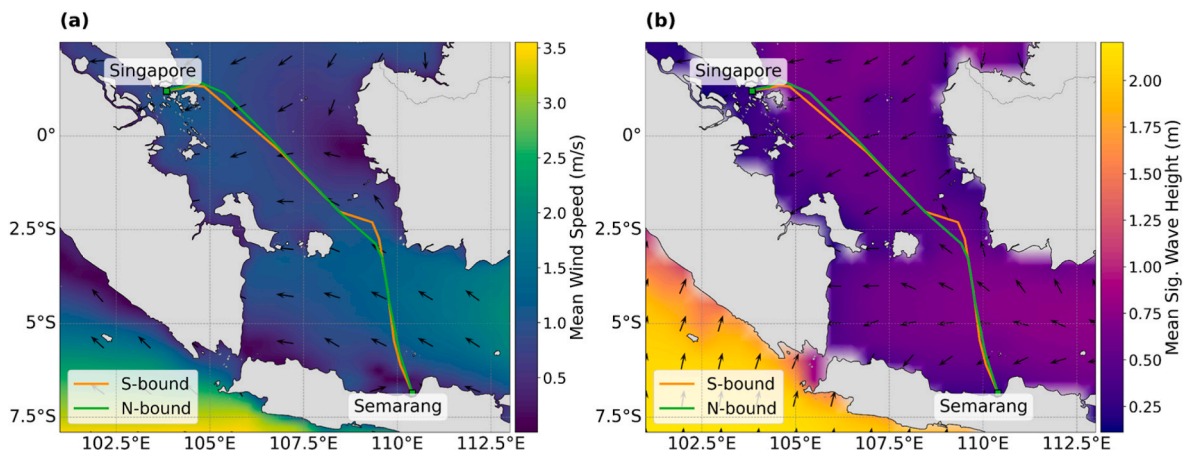 (a)
Singapore
0°
2.5°S
5°S
7.5°S
S-bound
N-bound
Semarang
102.5°E
105°E
107.5°E
110°E
112.5°E
3.5
3.0
2.5
2.0
1.5
1.0
0.5
Mean Wind Speed (m/s)
(b)
Singapore
0°
2.5°S
5°S
7.5°S
S-bound
N-bound
Semarang
102.5°E
105°E
107.5°E
110°E
112.5°E
2.00
1.75
1.50
1.25
1.00
0.75
0.50
0.25
Mean Sig. Wave Height (m)